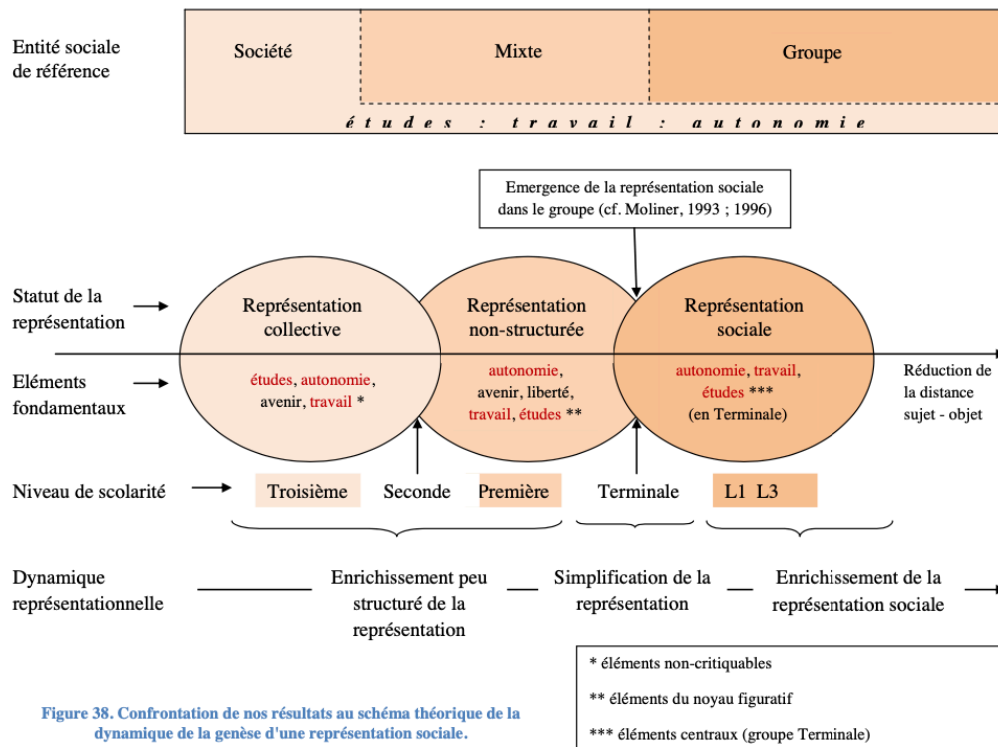 Entité sociale
de référence
Société
Mixte
Groupe
études : travail : autonomie
Emergence de la représentation sociale
dans le groupe (cf. Moliner, 1993 ; 1996)
Statut de la
représentation
Représentation
collective
Représentation
non-structurée
Représentation
sociale
Eléments
fondamentaux
études, autonomie,
avenir, travail *
autonomie,
avenir, liberté,
travail, études **
autonomie, travail,
études ***
(en Terminale)
Réduction de
la distance
sujet - objet
Niveau de scolarité
Troisième
Seconde
Première
Terminale
L1 L3
Dynamique
représentationnelle
Enrichissement peu
structuré de la
représentation
Simplification de la
représentation
Enrichissement de la
représentation sociale
* éléments non-critiquables
** éléments du noyau figuratif
*** éléments centraux (groupe Terminale)
Figure 38. Confrontation de nos résultats au schéma théorique de la
dynamique de la genèse d'une représentation sociale.